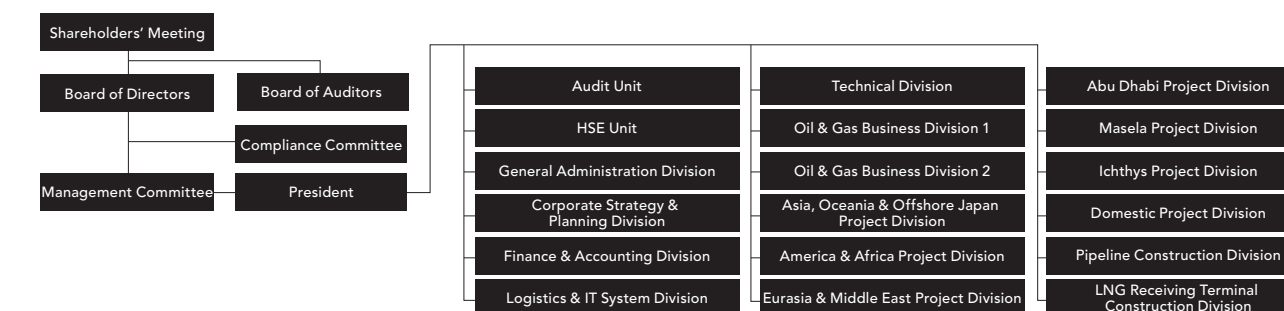 Shareholders’ Meeting
Board of Directors
Board of Auditors
Compliance Committee
Management Committee
President
Audit Unit
HSE Unit
General Administration Division
Corporate Strategy &
Planning Division
Finance & Accounting Division
Logistics & IT System Division
Technical Division
Oil & Gas Business Division 1
Oil & Gas Business Division 2
Asia, Oceania & Offshore Japan
Project Division
America & Africa Project Division
Eurasia & Middle East Project Division
Abu Dhabi Project Division
Masela Project Division
Ichthys Project Division
Domestic Project Division
Pipeline Construction Division
LNG Receiving Terminal
Construction Division